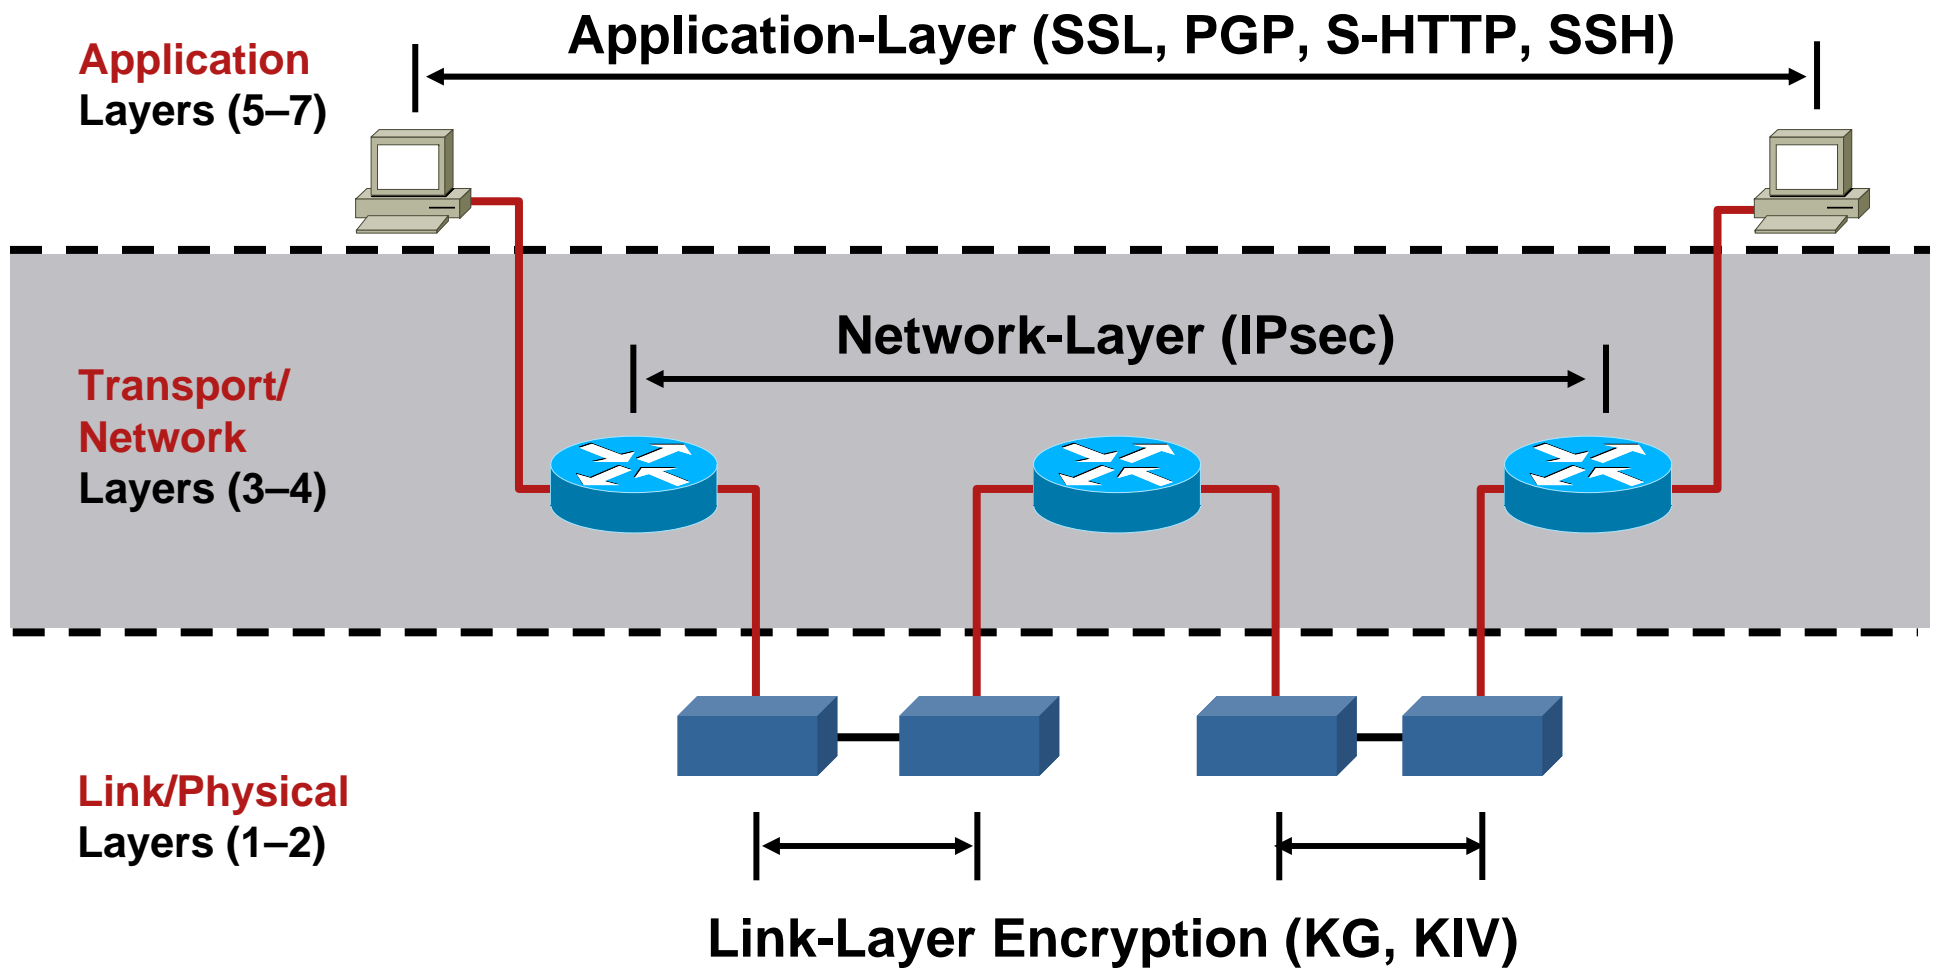 Application-Layer (SSL, PGP, S-HTTP, SSH)
Application
Layers (5–7)
Network-Layer (IPsec)
Transport/
Network
Layers (3–4)
Link/Physical
Layers (1–2)
Link-Layer Encryption (KG, KIV)